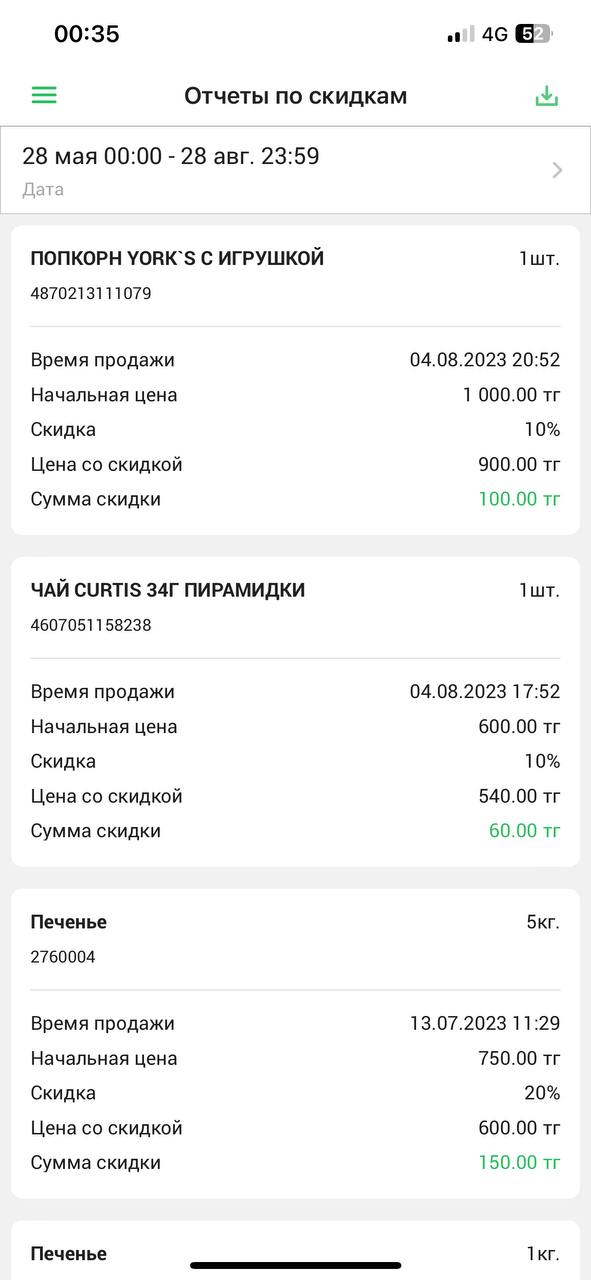 00:35
4G 52
Отчеты по скидкам
28 мая 00:00 - 28 авг. 23:59
Дата
ПОПКОРН YORK`S С ИГРУШКОЙ 1шт.
4870213111079
Время продажи 04.08.2023 20:52
Начальная цена 1 000.00 тг
Скидка 10%
Цена со скидкой 900.00 тг
Сумма скидки 100.00 тг
ЧАЙ CURTIS 34Г ПИРАМИДКИ 1шт.
4607051158238
Время продажи 04.08.2023 17:52
Начальная цена 600.00 тг
Скидка 10%
Цена со скидкой 540.00 тг
Сумма скидки 60.00 тг
Печенье 5кг.
2760004
Время продажи 13.07.2023 11:29
Начальная цена 750.00 тг
Скидка 20%
Цена со скидкой 600.00 тг
Сумма скидки 150.00 тг
Печенье 1кг.